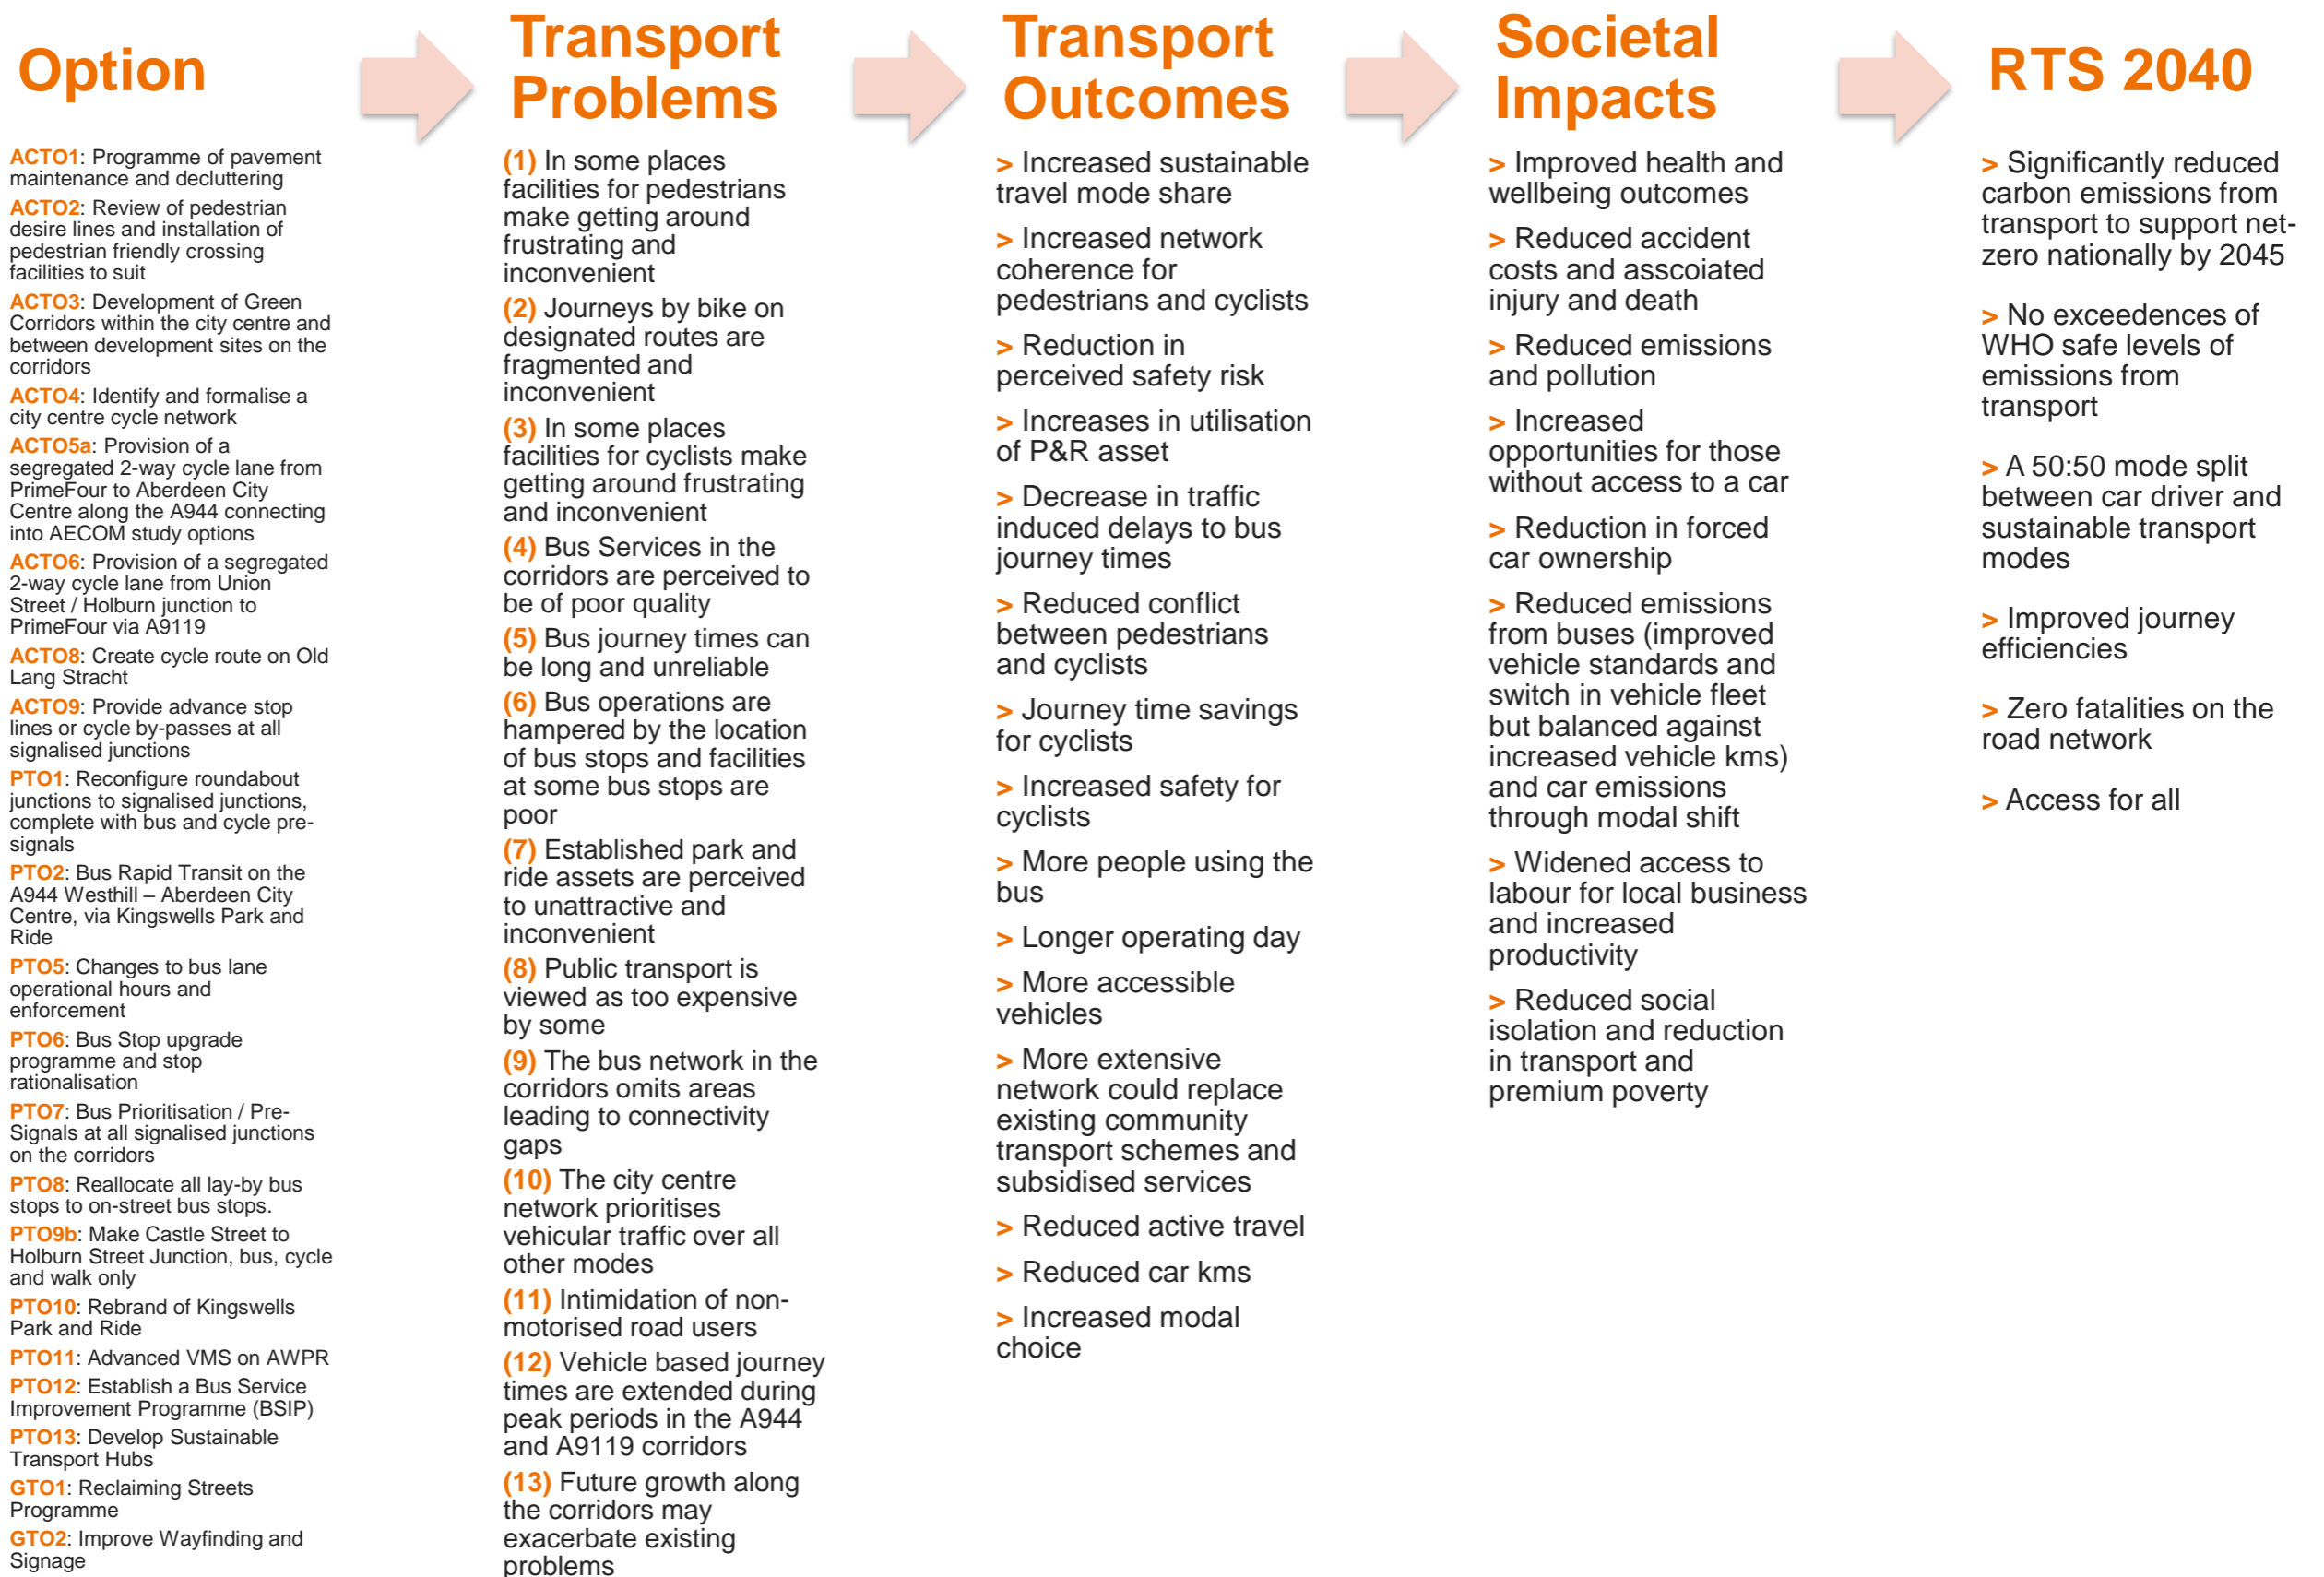 Option
Transport
Problems
Transport
Outcomes
Societal
Impacts
RTS 2040
ACTO1: Programme of pavement
maintenance and decluttering
ACTO2: Review of pedestrian
desire lines and installation of
pedestrian friendly crossing
facilities to suit
ACTO3: Development of Green
Corridors within the city centre and
between development sites on the
corridors
ACTO4: Identify and formalise a
city centre cycle network
ACTO5a: Provision of a
segregated 2-way cycle lane from
PrimeFour to Aberdeen City
Centre along the A944 connecting
into AECOM study options
ACTO6: Provision of a segregated
2-way cycle lane from Union
Street / Holburn junction to
PrimeFour via A9119
ACTO8: Create cycle route on Old
Lang Stracht
ACTO9: Provide advance stop
lines or cycle by-passes at all
signalised junctions
PTO1: Reconfigure roundabout
junctions to signalised junctions,
complete with bus and cycle pre-
signals
PTO2: Bus Rapid Transit on the
A944 Westhill – Aberdeen City
Centre, via Kingswells Park and
Ride
PTO5: Changes to bus lane
operational hours and
enforcement
PTO6: Bus Stop upgrade
programme and stop
rationalisation
PTO7: Bus Prioritisation / Pre-
Signals at all signalised junctions
on the corridors
PTO8: Reallocate all lay-by bus
stops to on-street bus stops.
PTO9b: Make Castle Street to
Holburn Street Junction, bus, cycle
and walk only
PTO10: Rebrand of Kingswells
Park and Ride
PTO11: Advanced VMS on AWPR
PTO12: Establish a Bus Service
Improvement Programme (BSIP)
PTO13: Develop Sustainable
Transport Hubs
GTO1: Reclaiming Streets
Programme
GTO2: Improve Wayfinding and
Signage
(1) In some places
facilities for pedestrians
make getting around
frustrating and
inconvenient
(2) Journeys by bike on
designated routes are
fragmented and
inconvenient
(3) In some places
facilities for cyclists make
getting around frustrating
and inconvenient
(4) Bus Services in the
corridors are perceived to
be of poor quality
(5) Bus journey times can
be long and unreliable
(6) Bus operations are
hampered by the location
of bus stops and facilities
at some bus stops are
poor
(7) Established park and
ride assets are perceived
to unattractive and
inconvenient
(8) Public transport is
viewed as too expensive
by some
(9) The bus network in the
corridors omits areas
leading to connectivity
gaps
(10) The city centre
network prioritises
vehicular traffic over all
other modes
(11) Intimidation of non-
motorised road users
(12) Vehicle based journey
times are extended during
peak periods in the A944
and A9119 corridors
(13) Future growth along
the corridors may
exacerbate existing
problems
> Increased sustainable
travel mode share
> Increased network
coherence for
pedestrians and cyclists
> Reduction in
perceived safety risk
> Increases in utilisation
of P&R asset
> Decrease in traffic
induced delays to bus
journey times
> Reduced conflict
between pedestrians
and cyclists
> Journey time savings
for cyclists
> Increased safety for
cyclists
> More people using the
bus
> Longer operating day
> More accessible
vehicles
> More extensive
network could replace
existing community
transport schemes and
subsidised services
> Reduced active travel
> Reduced car kms
> Increased modal
choice
> Improved health and
wellbeing outcomes
> Reduced accident
costs and asscoiated
injury and death
> Reduced emissions
and pollution
> Increased
opportunities for those
without access to a car
> Reduction in forced
car ownership
> Reduced emissions
from buses (improved
vehicle standards and
switch in vehicle fleet
but balanced against
increased vehicle kms)
and car emissions
through modal shift
> Widened access to
labour for local business
and increased
productivity
> Reduced social
isolation and reduction
in transport and
premium poverty
> Significantly reduced
carbon emissions from
transport to support net-
zero nationally by 2045
> No exceedences of
WHO safe levels of
emissions from
transport
> A 50:50 mode split
between car driver and
sustainable transport
modes
> Improved journey
efficiencies
> Zero fatalities on the
road network
> Access for all